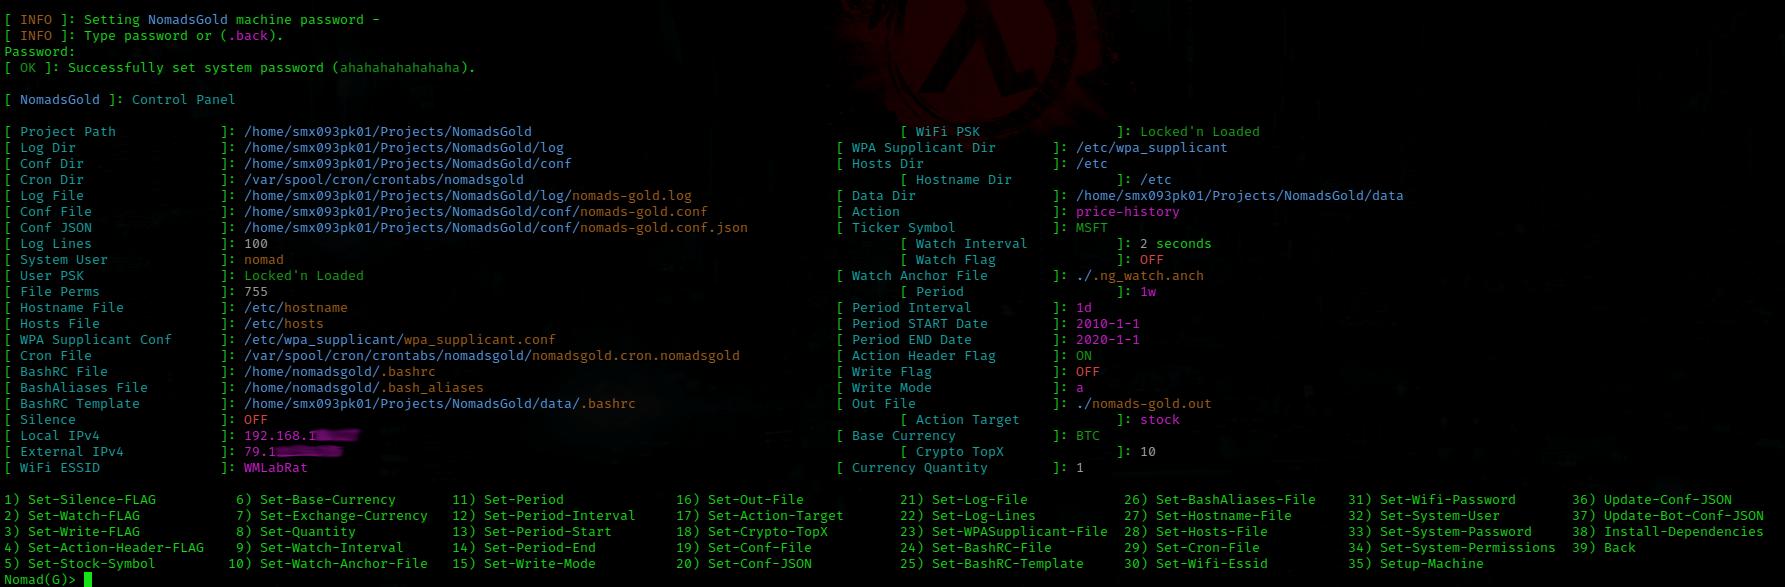 [ INFO ]: Setting NomadsGold machine password -
[ INFO ]: Type password or (.back).
Password:
[ OK ]: Successfully set system password (ahahahahahahaha).
[ NomadsGold ]: Control Panel
[ Project Path ]: /home/smx093pk01/Projects/NomadsGold [ WiFi PSK ]: Locked'n Loaded
[ Log Dir ]: /home/smx093pk01/Projects/NomadsGold/log [ WPA Supplicant Dir ]: /etc/wpa_supplicant
[ Conf Dir ]: /home/smx093pk01/Projects/NomadsGold/conf [ Hosts Dir ]: /etc
[ Cron Dir ]: /var/spool/cron/crontabs/nomadsgold [ Hostname Dir ]: /etc
[ Log File ]: /home/smx093pk01/Projects/NomadsGold/log/nomads-gold.log [ Data Dir ]: /home/smx093pk01/Projects/NomadsGold/data
[ Conf File ]: /home/smx093pk01/Projects/NomadsGold/conf/nomads-gold.conf [ Action ]: price-history
[ Conf JSON ]: /home/smx093pk01/Projects/NomadsGold/conf/nomads-gold.conf.json [ Ticker Symbol ]: MSFT
[ Log Lines ]: 100 [ Watch Interval ]: 2 seconds
[ System User ]: nomad [ Watch Flag ]: OFF
[ User PSK ]: Locked'n Loaded [ Watch Anchor File ]: ./.ng_watch.anch
[ File Perms ]: 755 [ Period ]: 1w
[ Hostname File ]: /etc/hostname [ Period Interval ]: 1d
[ Hosts File ]: /etc/hosts [ Period START Date ]: 2010-1-1
[ WPA Supplicant Conf ]: /etc/wpa_supplicant/wpa_supplicant.conf [ Period END Date ]: 2020-1-1
[ Cron File ]: /var/spool/cron/crontabs/nomadsgold/nomadsgold.cron.nomadsgold [ Action Header Flag ]: ON
[ BashRC File ]: /home/nomadsgold/.bashrc [ Write Flag ]: OFF
[ BashAliases File ]: /home/nomadsgold/.bash_aliases [ Write Mode ]: a
[ BashRC Template ]: /home/smx093pk01/Projects/NomadsGold/data/.bashrc [ Out File ]: ./nomads-gold.out
[ Silence ]: OFF [ Action Target ]: stock
[ Local IPv4 ]: 192.168.1 [ Base Currency ]: BTC
[ External IPv4 ]: 79.1 [ Crypto TopX ]: 10
[ WiFi ESSID ]: WMLabRat [ Currency Quantity ]: 1
1) Set-Silence-FLAG 6) Set-Base-Currency 11) Set-Period 16) Set-Out-File 21) Set-Log-File 26) Set-BashAliases-File 31) Set-Wifi-Password 36) Update-Conf-JSON
2) Set-Watch-FLAG 7) Set-Exchange-Currency 12) Set-Period-Interval 17) Set-Action-Target 22) Set-Log-Lines 27) Set-Hostname-File 32) Set-System-User 37) Update-Bot-Conf-JSON
3) Set-Write-FLAG 8) Set-Quantity 13) Set-Period-Start 18) Set-Crypto-TopX 23) Set-WPASupplicant-File 28) Set-Hosts-File 33) Set-System-Password 38) Install-Dependencies
4) Set-Action-Header-FLAG 9) Set-Watch-Interval 14) Set-Period-End 19) Set-Conf-File 24) Set-BashRC-File 29) Set-Cron-File 34) Set-System-Permissions 39) Back
5) Set-Stock-Symbol 10) Set-Watch-Anchor-File 15) Set-Write-Mode 20) Set-Conf-JSON 25) Set-BashRC-Template 30) Set-Wifi-Essid 35) Setup-Machine
Nomad(G)>